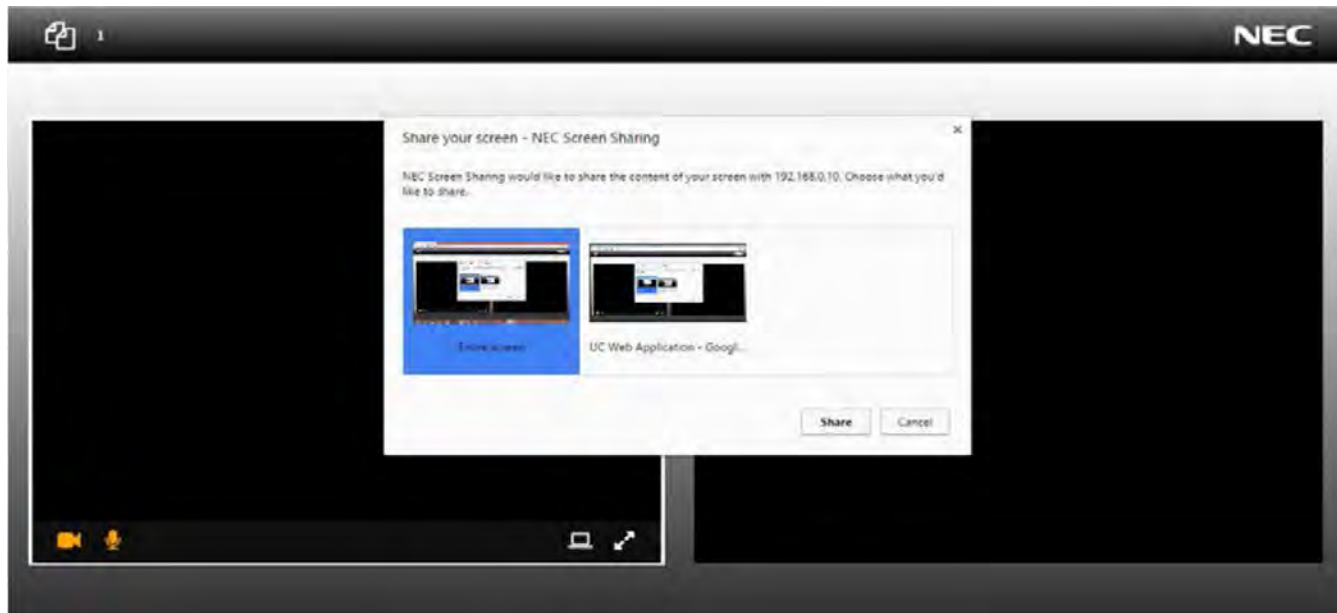 1
NEC
Share your screen - NEC Screen Sharing
NEC Screen Sharing would like to share the content of your screen with 192.168.0.10. Choose what you'd
like to share.
Entire screen
UC Web Application - Googl...
Share
Cancel